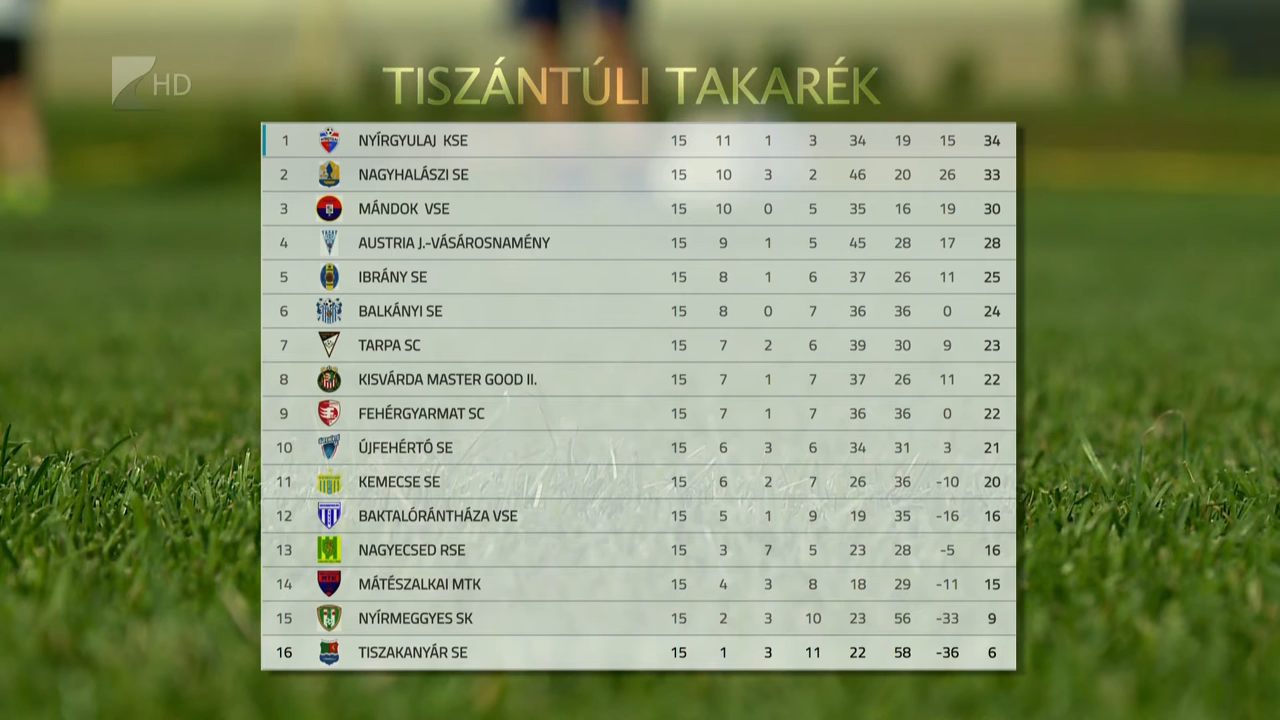 HD
TISZÁNTÚLI TAKARÉK
1 NYÍRGYULAJ KSE 15 11 1 3 34 19 15 34
2 NAGYHALÁSZI SE 15 10 3 2 46 20 26 33
3 MÁNDOK VSE 15 10 0 5 35 16 19 30
4 AUSTRIA J.-VÁSÁROSNAMÉNY 15 9 1 5 45 28 17 28
5 IBRÁNY SE 15 8 1 6 37 26 11 25
6 BALKÁNYI SE 15 8 0 7 36 36 0 24
7 TARPA SC 15 7 2 6 39 30 9 23
8 KISVÁRDA MASTER GOOD II. 15 7 1 7 37 26 11 22
9 FEHÉRGYARMAT SC 15 7 1 7 36 36 0 22
10 ÚJFEHÉRTÓ SE 15 6 3 6 34 31 3 21
11 KEMECSE SE 15 6 2 7 26 36 -10 20
12 BAKTALÓRÁNTHÁZA VSE 15 5 1 9 19 35 -16 16
13 NAGYECSED RSE 15 3 7 5 23 28 -5 16
14 MÁTÉSZALKAI MTK 15 4 3 8 18 29 -11 15
15 NYÍRMEGGYES SK 15 2 3 10 23 56 -33 9
16 TISZAKANYÁR SE 15 1 3 11 22 58 -36 6